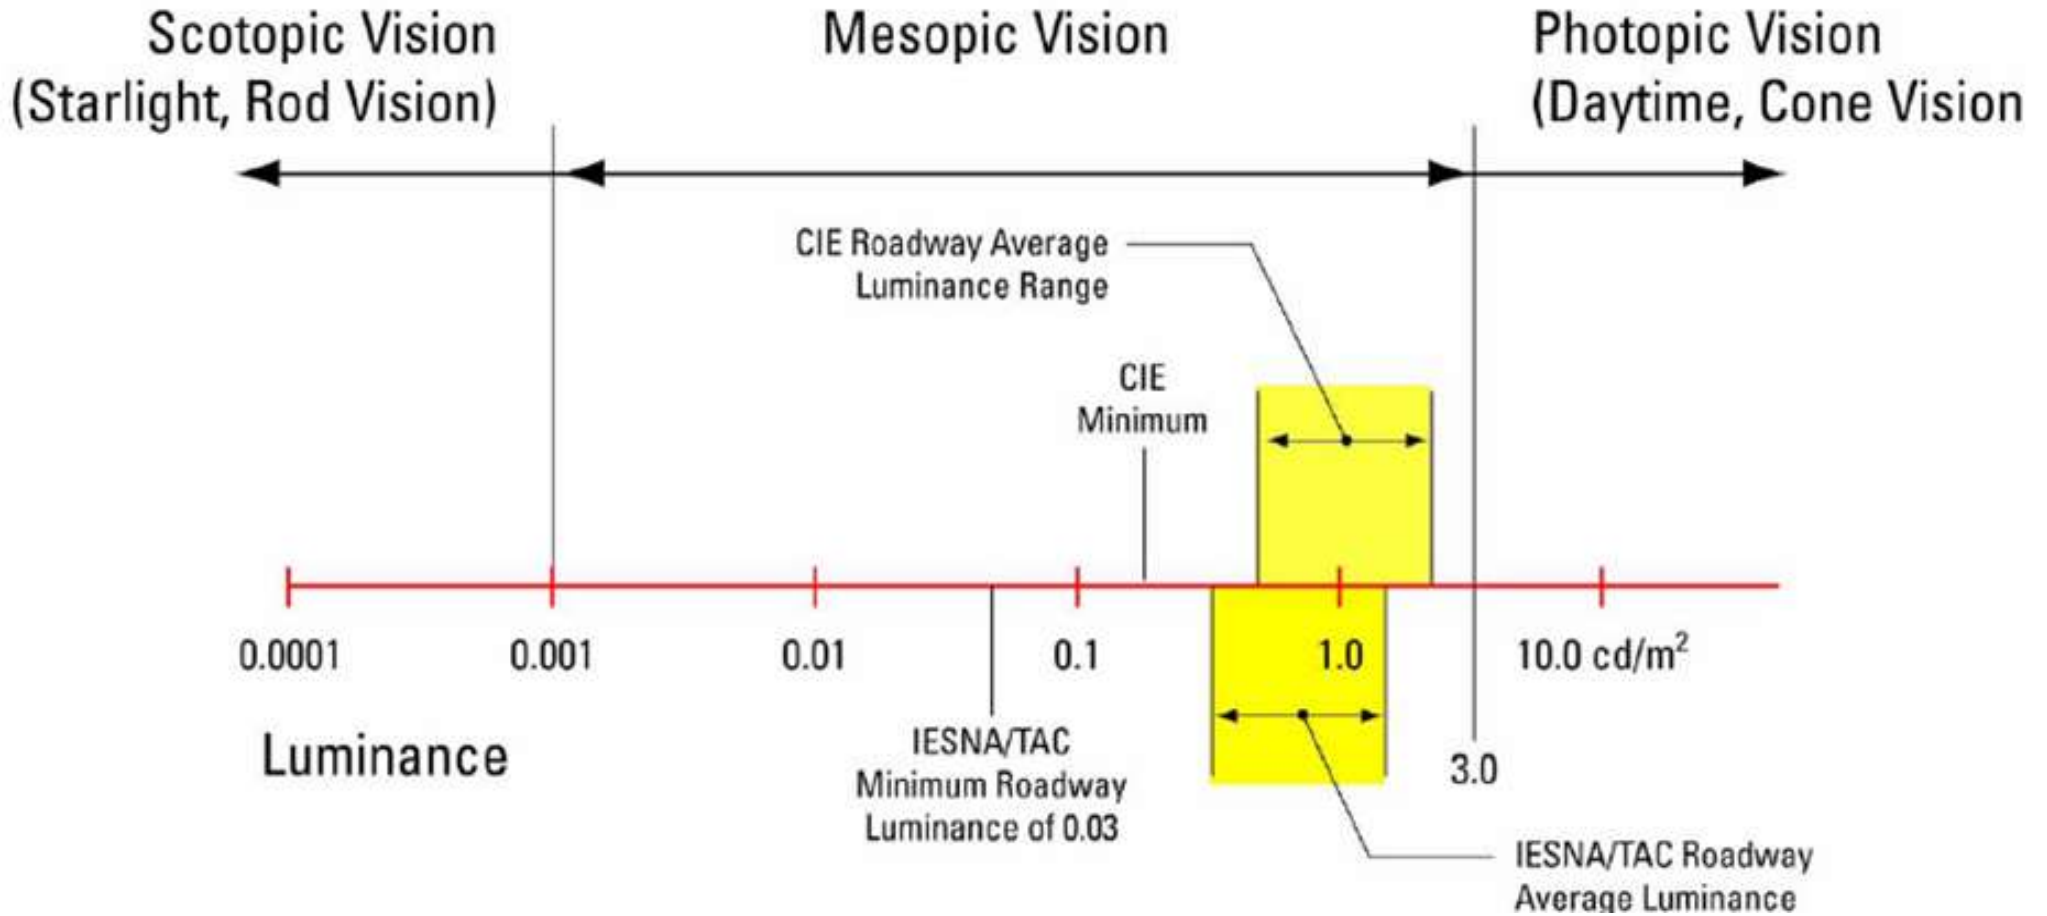 Scotopic Vision
(Starlight, Rod Vision)
Mesopic Vision
Photopic Vision
(Daytime, Cone Vision
CIE Roadway Average
Luminance Range
CIE
Minimum
0.0001
0.001
0.01
0.1
1.0
10.0 cd/m²
Luminance
IESNA/TAC
Minimum Roadway
Luminance of 0.03
3.0
IESNA/TAC Roadway
Average Luminance